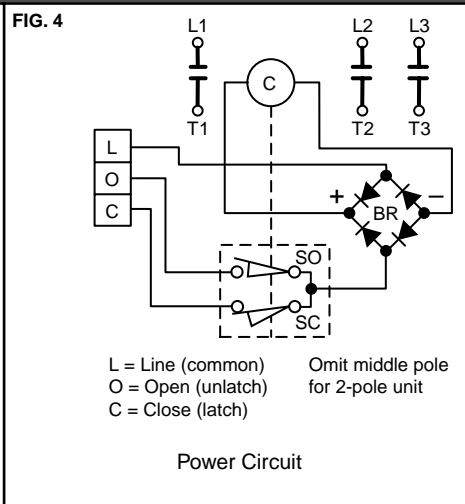 FIG. 4
L1 L2 L3
C
T1 T2 T3
L
O
C
+ BR −
SO
SC
L = Line (common)
O = Open (unlatch)
C = Close (latch)
Omit middle pole
for 2-pole unit
Power Circuit